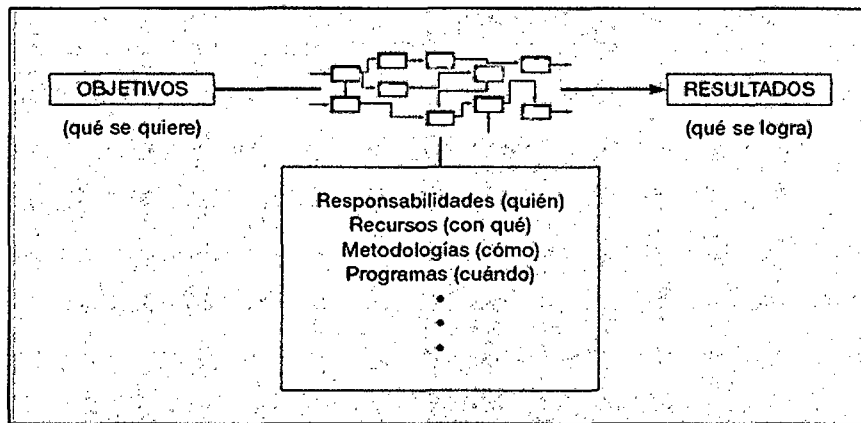 OBJETIVOS
(qué se quiere)
RESULTADOS
(qué se logra)
Responsabilidades (quién)
Recursos (con qué)
Metodologías (cómo)
Programas (cuándo)